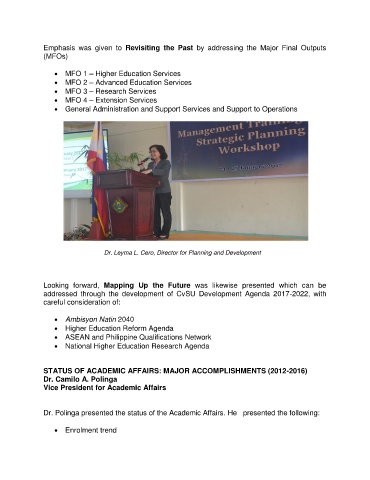 Emphasis was given to Revisiting the Past by addressing the Major Final Outputs
(MFOs)
• MFO 1 – Higher Education Services
• MFO 2 – Advanced Education Services
• MFO 3 – Research Services
• MFO 4 – Extension Services
• General Administration and Support Services and Support to Operations
Management Training
Strategic Planning
Workshop
Dr. Leyma L. Cero, Director for Planning and Development
Looking forward, Mapping Up the Future was likewise presented which can be
addressed through the development of CvSU Development Agenda 2017-2022, with
careful consideration of:
• Ambisyon Natin 2040
• Higher Education Reform Agenda
• ASEAN and Philippine Qualifications Network
• National Higher Education Research Agenda
STATUS OF ACADEMIC AFFAIRS: MAJOR ACCOMPLISHMENTS (2012-2016)
Dr. Camilo A. Polinga
Vice President for Academic Affairs
Dr. Polinga presented the status of the Academic Affairs. He presented the following:
• Enrolment trend